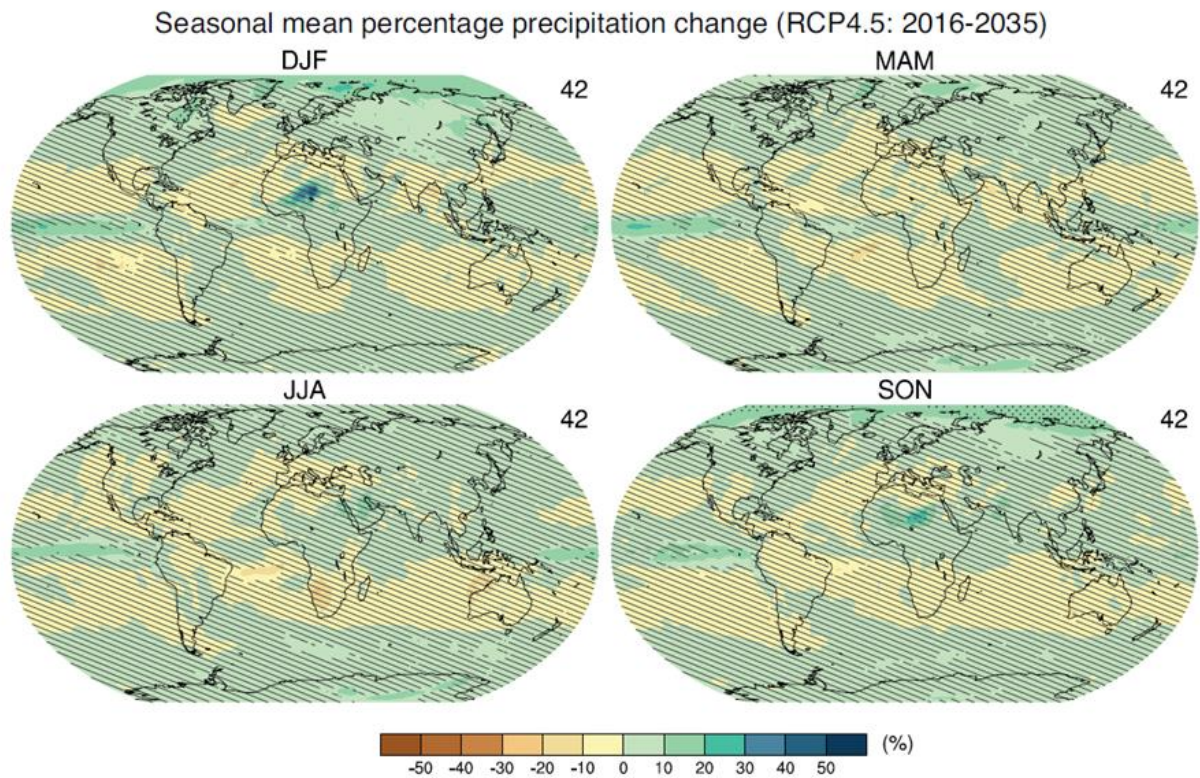 Seasonal mean percentage precipitation change (RCP4.5: 2016-2035)
DJF
42
MAM
42
JJA
42
SON
42
(%)
-50 -40 -30 -20 -10 0 10 20 30 40 50